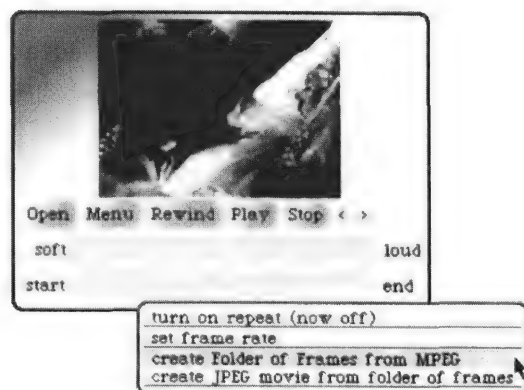 Open Menu Rewind Play Stop < >
soft loud
start end
turn on repeat (now off)
set frame rate
create Folder of Frames from MPEG
create JPEG movie from folder of frames